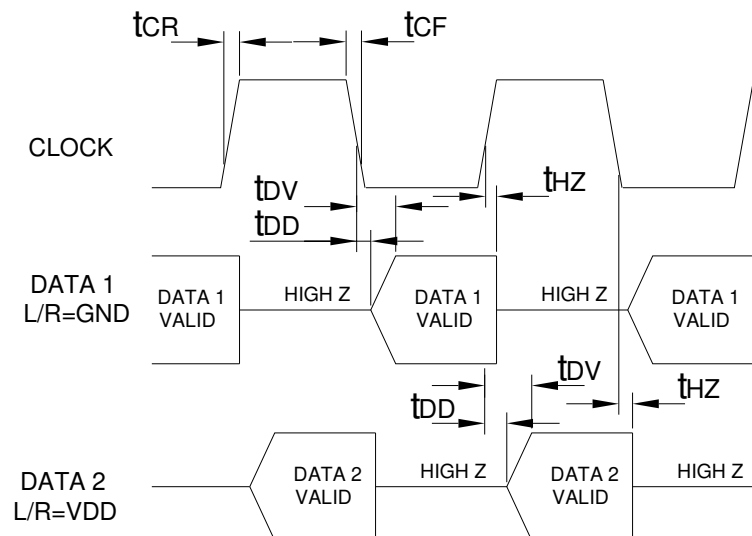 tCR
tCF
CLOCK
tDV
tHZ
tDD
DATA 1
L/R=GND
DATA 1
VALID
HIGH Z
DATA 1
VALID
HIGH Z
DATA 1
VALID
tDV
tHZ
tDD
DATA 2
L/R=VDD
DATA 2
VALID
HIGH Z
DATA 2
VALID
HIGH Z